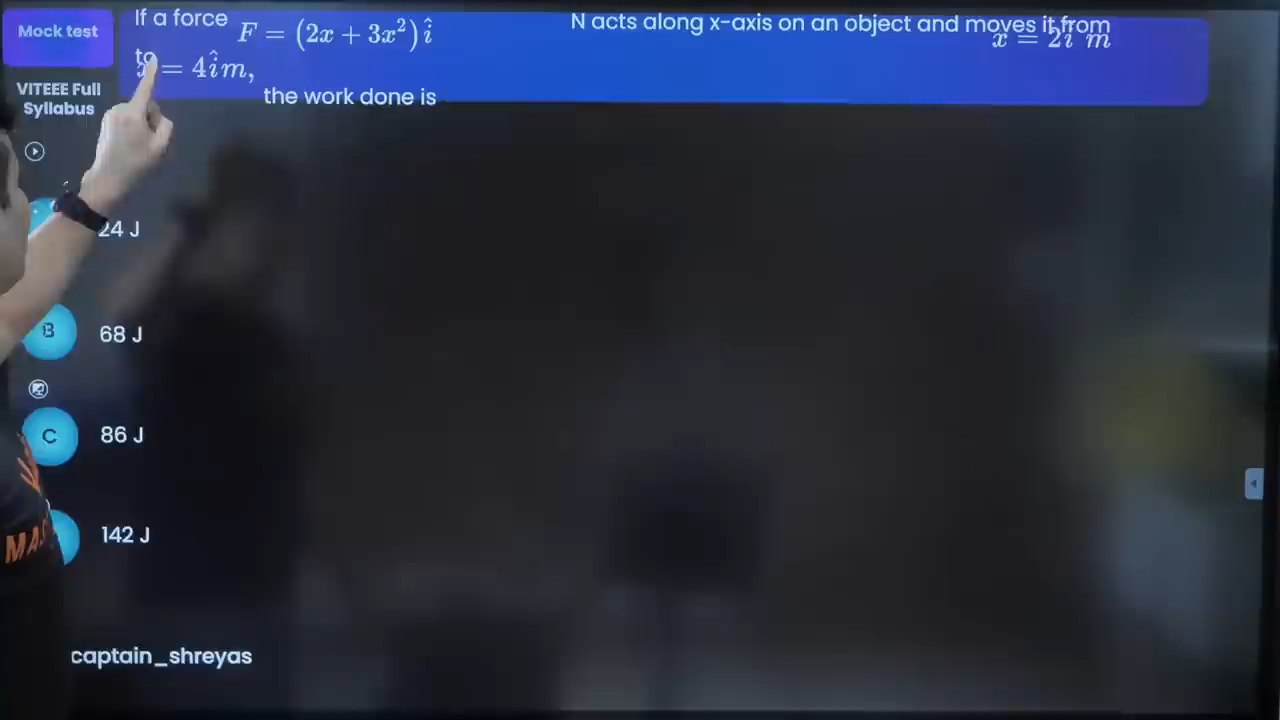 Mock test
VITEEE Full
Syllabus
If a force F = (2x + 3x²) î N acts along x-axis on an object and moves it from x = 2î m
to x = 4î m,
the work done is
24 J
B
68 J
C
86 J
142 J
MA
captain_shreyas